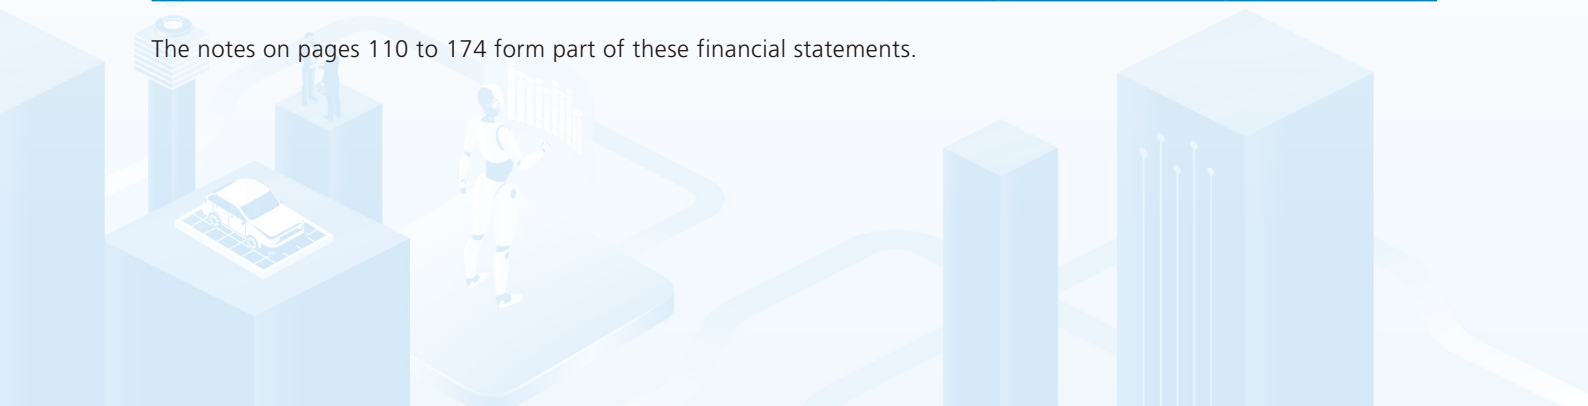 The notes on pages 110 to 174 form part of these financial statements.